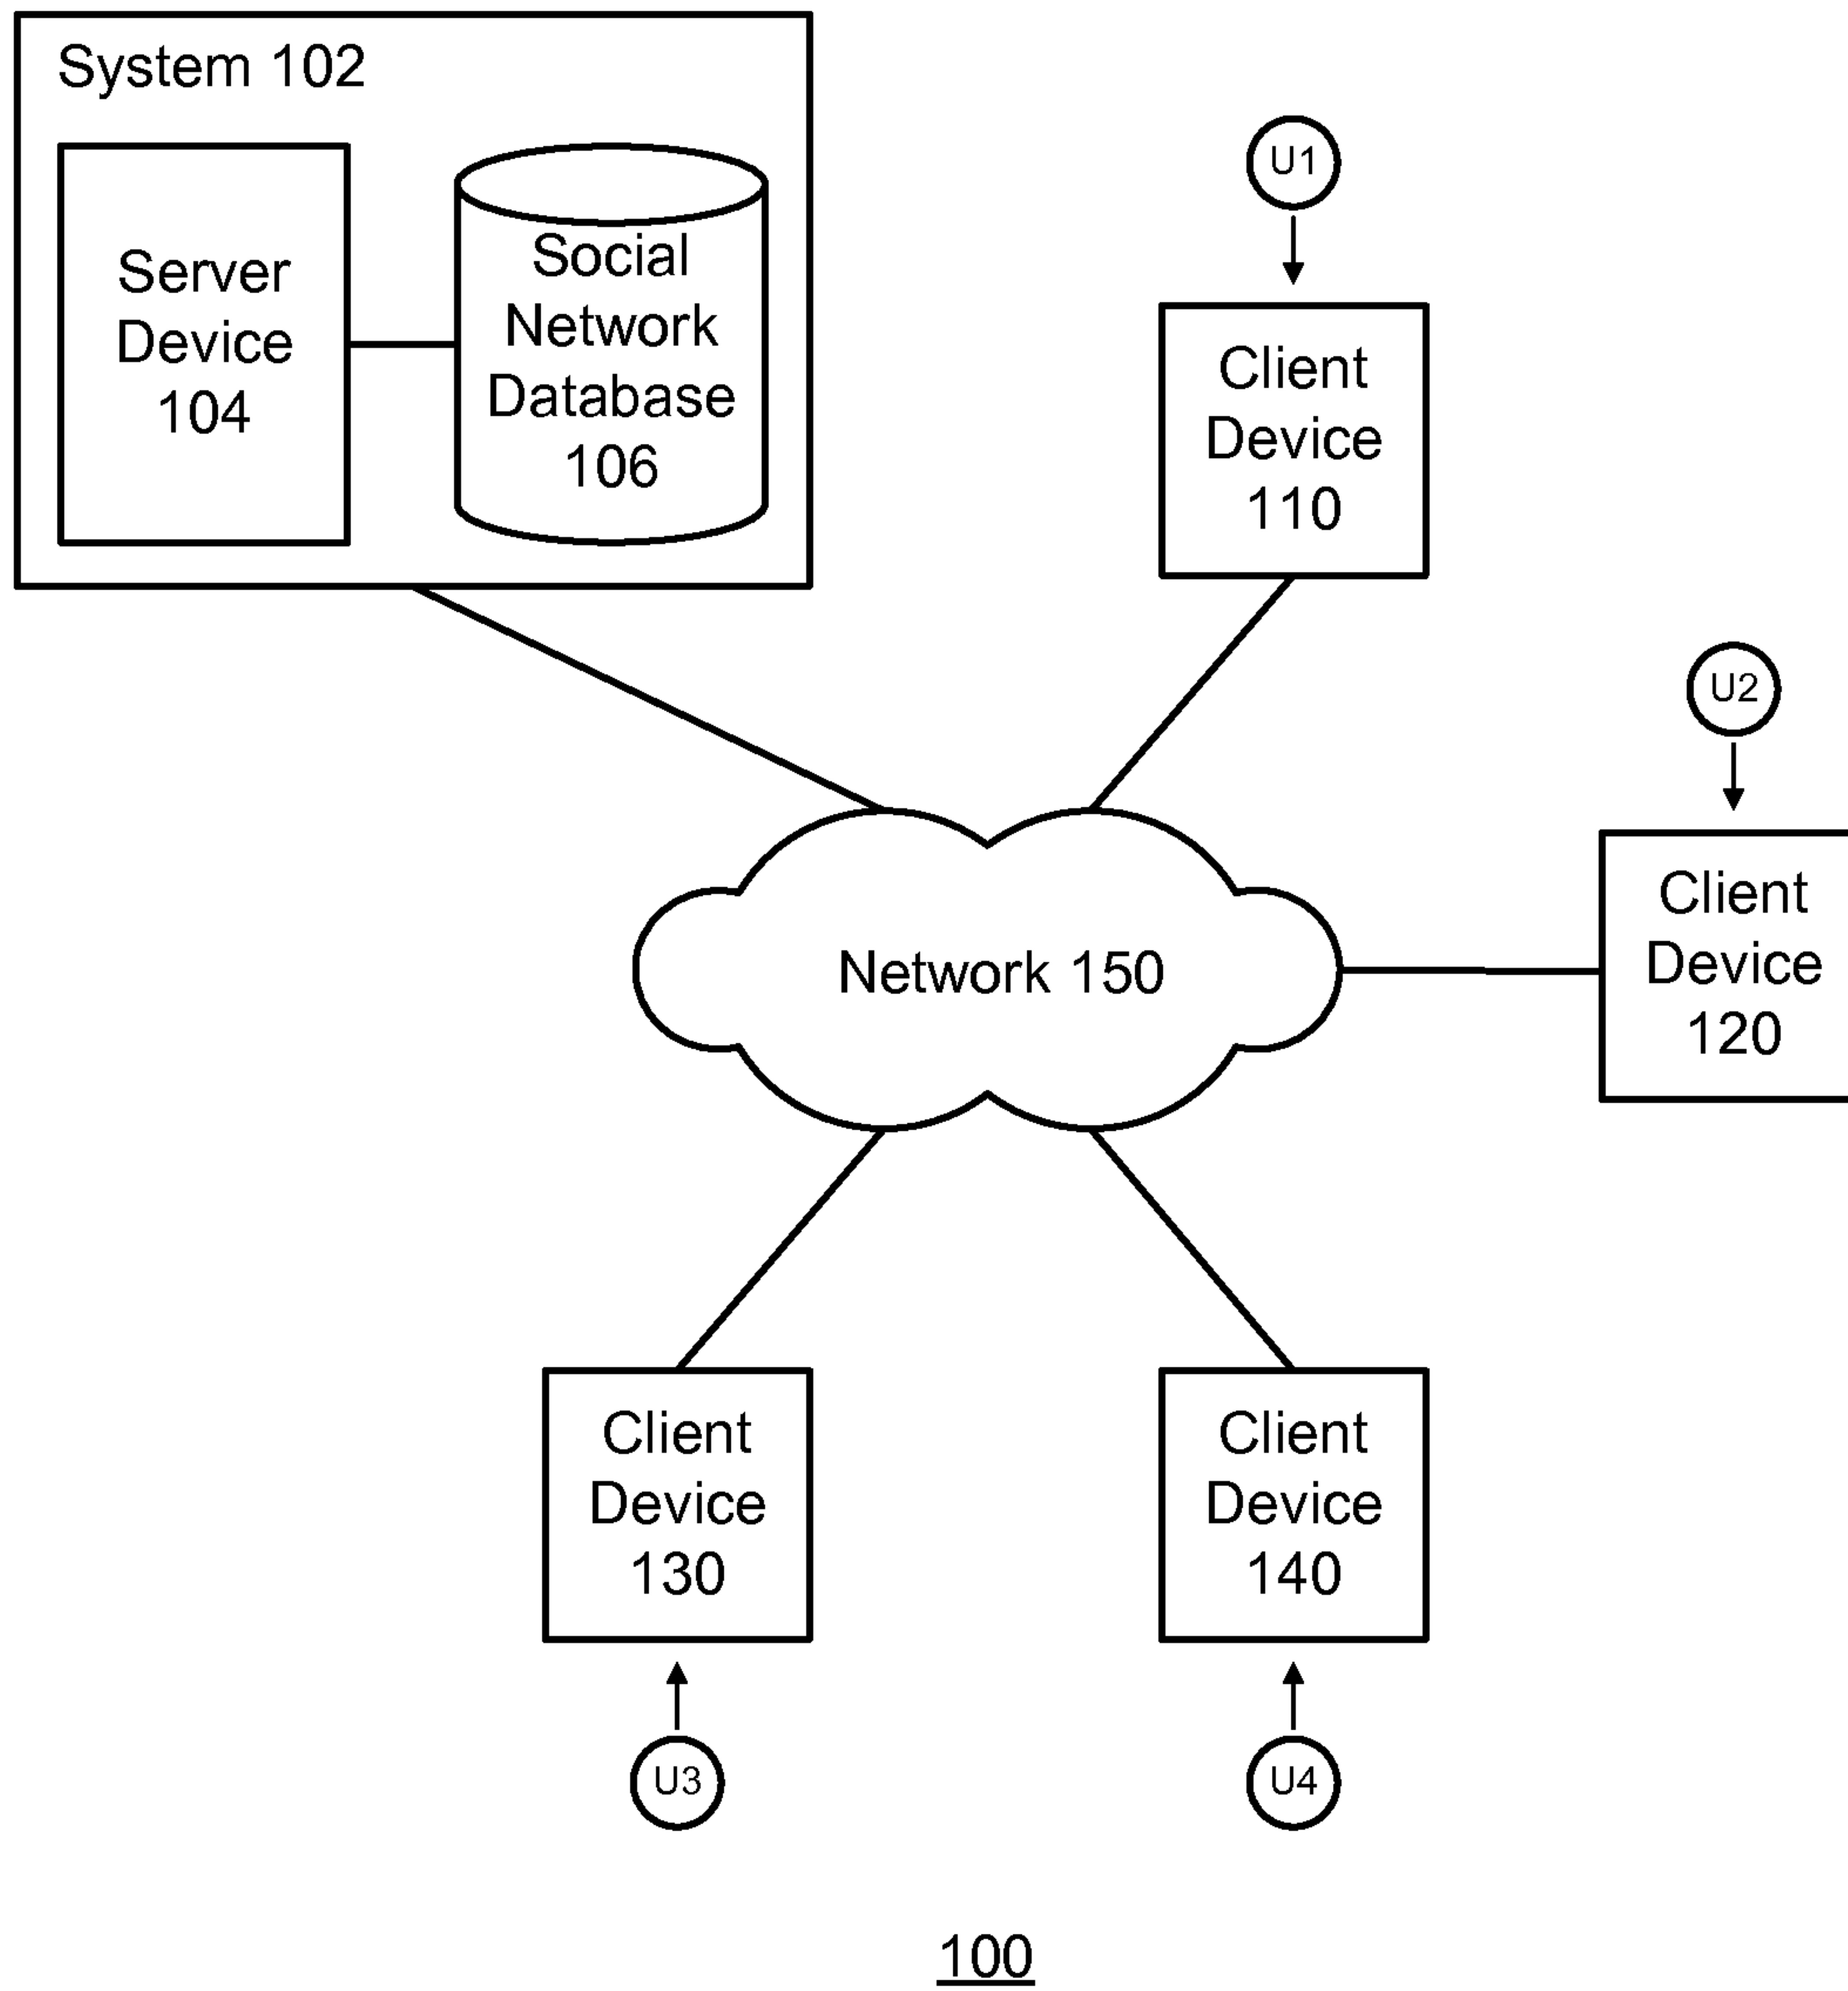 System 102
Server
Device
104
Social
Network
Database
106
U1
Client
Device
110
U2
Client
Device
120
Network 150
Client
Device
130
Client
Device
140
U3
U4
100